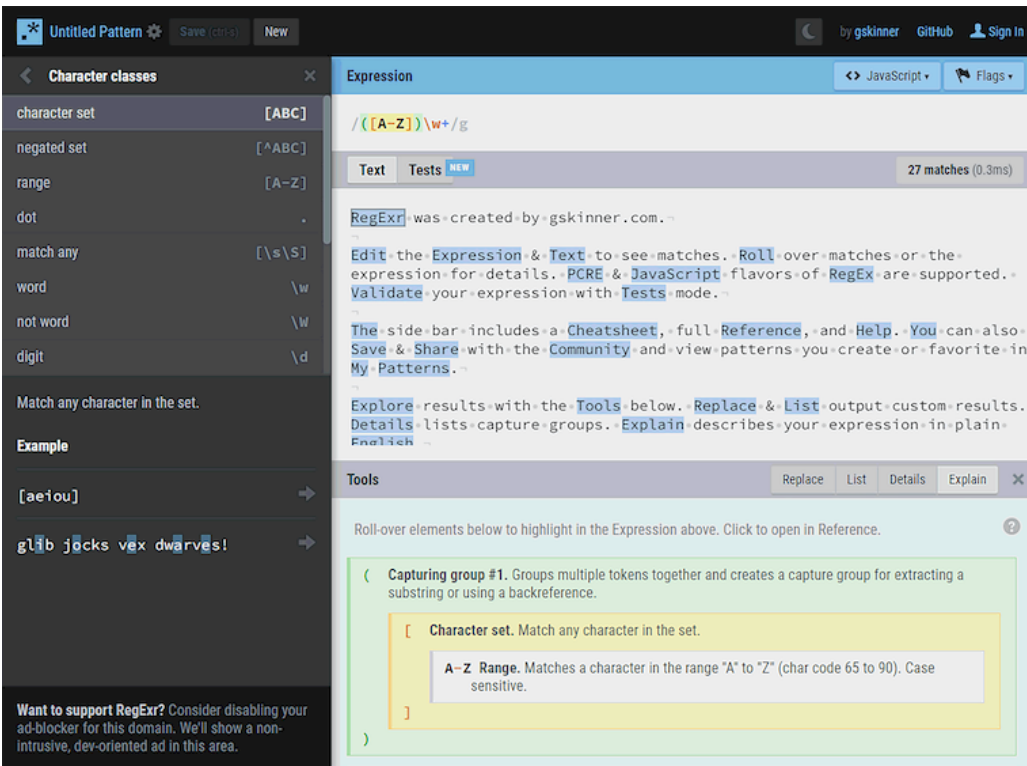 Untitled Pattern Save (ctrl-s) New by gskinner GitHub Sign In
Character classes
character set [ABC]
negated set [^ABC]
range [A-Z]
dot .
match any [\s\S]
word \w
not word \W
digit \d
Match any character in the set.
Example
[aeiou]
glib jocks vex dwarves!
Want to support RegExr? Consider disabling your
ad-blocker for this domain. We'll show a non-
intrusive, dev-oriented ad in this area.
Expression <> JavaScript Flags
/([A-Z])\w+/g
Text Tests NEW 27 matches (0.3ms)
RegExr was created by gskinner.com.
Edit the Expression & Text to see matches. Roll over matches or the
expression for details. PCRE & JavaScript flavors of RegEx are supported.
Validate your expression with Tests mode.
The side bar includes a Cheatsheet, full Reference, and Help. You can also
Save & Share with the Community and view patterns you create or favorite in
My Patterns.
Explore results with the Tools below. Replace & List output custom results.
Details lists capture groups. Explain describes your expression in plain
English
Tools Replace List Details Explain
Roll-over elements below to highlight in the Expression above. Click to open in Reference.
( Capturing group #1. Groups multiple tokens together and creates a capture group for extracting a
substring or using a backreference.
[ Character set. Match any character in the set.
A-Z Range. Matches a character in the range "A" to "Z" (char code 65 to 90). Case
sensitive.
]
)